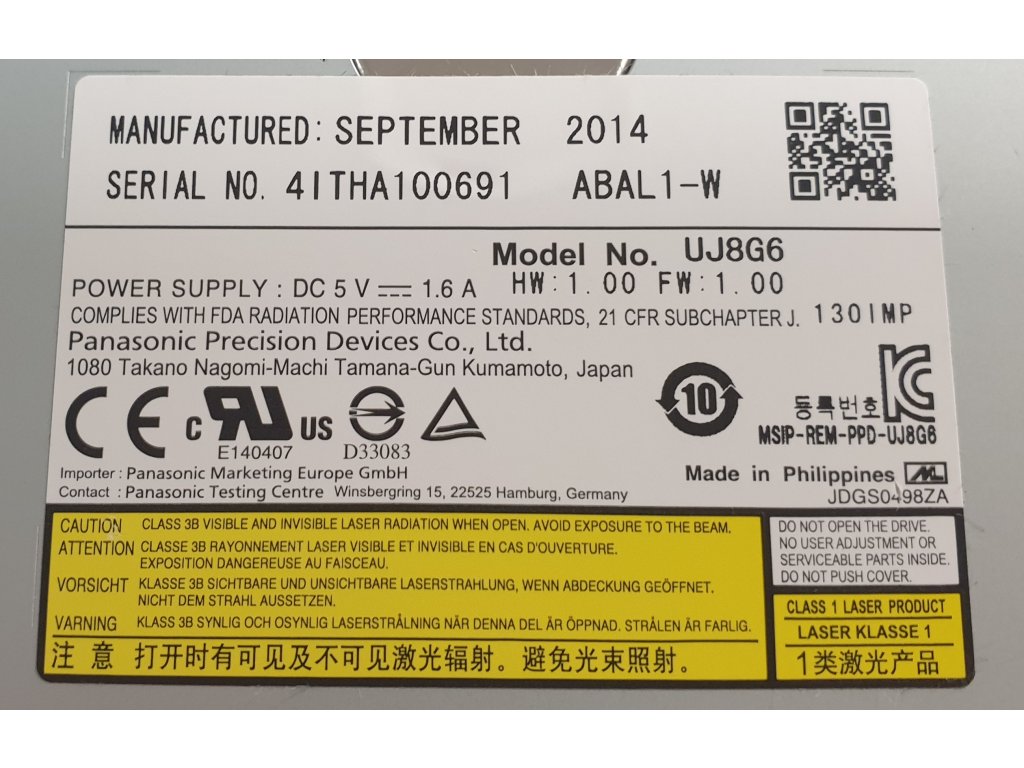 MANUFACTURED: SEPTEMBER 2014
SERIAL NO. 4ITHA100691 ABAL1-W
Model No. UJ8G6
POWER SUPPLY : DC 5 V 1.6 A HW:1.00 FW:1.00
COMPLIES WITH FDA RADIATION PERFORMANCE STANDARDS, 21 CFR SUBCHAPTER J. 1301MP
Panasonic Precision Devices Co., Ltd.
1080 Takano Nagomi-Machi Tamana-Gun Kumamoto, Japan
CE c RU US 10 KC
등록번호
MSIP-REM-PPD-UJ8G6
E140407 D33083
Importer : Panasonic Marketing Europe GmbH
Made in Philippines
Contact : Panasonic Testing Centre Winsbergring 15, 22525 Hamburg, Germany
JDGS0498ZA
CAUTION CLASS 3B VISIBLE AND INVISIBLE LASER RADIATION WHEN OPEN. AVOID EXPOSURE TO THE BEAM.
ATTENTION CLASSE 3B RAYONNEMENT LASER VISIBLE ET INVISIBLE EN CAS D'OUVERTURE.
EXPOSITION DANGEREUSE AU FAISCEAU.
VORSICHT KLASSE 3B SICHTBARE UND UNSICHTBARE LASERSTRAHLUNG, WENN ABDECKUNG GEÖFFNET.
NICHT DEM STRAHL AUSSETZEN.
VARNING KLASS 3B SYNLIG OCH OSYNLIG LASERSTRÅLNING NÄR DENNA DEL ÄR ÖPPNAD. STRÅLEN ÄR FARLIG.
注 意 打开时有可见及不可见激光辐射。避免光束照射。
DO NOT OPEN THE DRIVE.
NO USER ADJUSTMENT OR
SERVICEABLE PARTS INSIDE.
DO NOT PUSH COVER.
CLASS 1 LASER PRODUCT
LASER KLASSE 1
1类激光产品